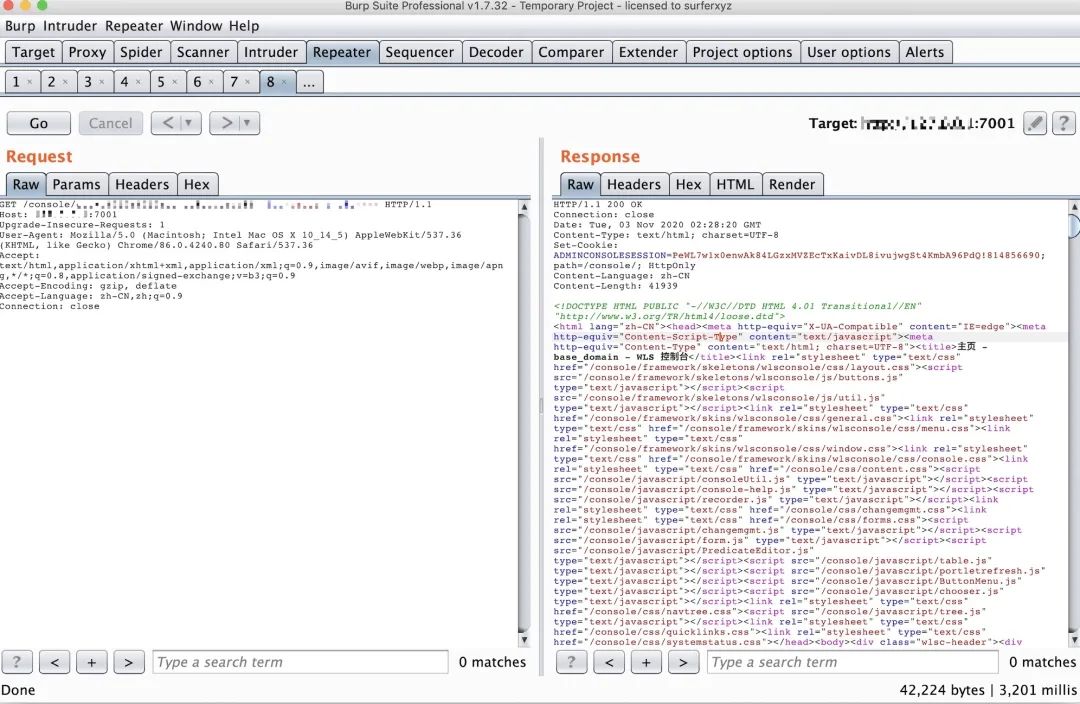 Burp Suite Professional v1.7.32 - Temporary Project - licensed to surferxyz
Burp Intruder Repeater Window Help
Target Proxy Spider Scanner Intruder Repeater Sequencer Decoder Comparer Extender Project options User options Alerts
1 × 2 × 3 × 4 × 5 × 6 × 7 × 8 × ...
Go Cancel < ▼ > ▼
Target: :7001 ?
Request
Raw Params Headers Hex
GET /console/ HTTP/1.1
Host: :7001
Upgrade-Insecure-Requests: 1
User-Agent: Mozilla/5.0 (Macintosh; Intel Mac OS X 10_14_5) AppleWebKit/537.36
(KHTML, like Gecko) Chrome/86.0.4240.80 Safari/537.36
Accept:
text/html,application/xhtml+xml,application/xml;q=0.9,image/avif,image/webp,image/apn
g,*/*;q=0.8,application/signed-exchange;v=b3;q=0.9
Accept-Encoding: gzip, deflate
Accept-Language: zh-CN,zh;q=0.9
Connection: close
? < + > Type a search term 0 matches
Response
Raw Headers Hex HTML Render
HTTP/1.1 200 OK
Connection: close
Date: Tue, 03 Nov 2020 02:28:20 GMT
Content-Type: text/html; charset=UTF-8
Set-Cookie:
ADMINCONSOLESESSION=PeWL7w1x0enwAk84LGzxMVZEcTxKaivDL8ivujwgSt4KmbA96PdQ!814856690;
path=/console/; HttpOnly
Content-Language: zh-CN
Content-Length: 41939
<!DOCTYPE HTML PUBLIC "-//W3C//DTD HTML 4.01 Transitional//EN"
"http://www.w3.org/TR/html4/loose.dtd">
<html lang="zh-CN"><head><meta http-equiv="X-UA-Compatible" content="IE=edge"><meta
http-equiv="Content-Script-Type" content="text/javascript"><meta
http-equiv="Content-Type" content="text/html; charset=UTF-8"><title>主页 -
base_domain - WLS 控制台</title><link rel="stylesheet" type="text/css"
href="/console/framework/skeletons/wlsconsole/css/layout.css"><script
src="/console/framework/skeletons/wlsconsole/js/buttons.js"
type="text/javascript"></script><script
src="/console/framework/skeletons/wlsconsole/js/util.js"
type="text/javascript"></script><link rel="stylesheet" type="text/css"
href="/console/framework/skins/wlsconsole/css/general.css"><link rel="stylesheet"
type="text/css" href="/console/framework/skins/wlsconsole/css/menu.css"><link
rel="stylesheet" type="text/css"
href="/console/framework/skins/wlsconsole/css/window.css"><link rel="stylesheet"
type="text/css" href="/console/framework/skins/wlsconsole/css/console.css"><link
rel="stylesheet" type="text/css" href="/console/css/content.css"><script
src="/console/javascript/consoleUtil.js" type="text/javascript"></script><script
src="/console/javascript/console-help.js" type="text/javascript"></script><script
src="/console/javascript/recorder.js" type="text/javascript"></script><link
rel="stylesheet" type="text/css" href="/console/css/changemgmt.css"><link
rel="stylesheet" type="text/css" href="/console/css/forms.css"><script
src="/console/javascript/changemgmt.js" type="text/javascript"></script><script
src="/console/javascript/form.js" type="text/javascript"></script><script
src="/console/javascript/PredicateEditor.js"
type="text/javascript"></script><script src="/console/javascript/table.js"
type="text/javascript"></script><script src="/console/javascript/portletrefresh.js"
type="text/javascript"></script><script src="/console/javascript/ButtonMenu.js"
type="text/javascript"></script><script src="/console/javascript/chooser.js"
type="text/javascript"></script><link rel="stylesheet" type="text/css"
href="/console/css/navtree.css"><script src="/console/javascript/tree.js"
type="text/javascript"></script><link rel="stylesheet" type="text/css"
href="/console/css/quicklinks.css"><link rel="stylesheet" type="text/css"
href="/console/css/systemstatus.css"></head><body><div class="wlsc-header"><div
? < + > Type a search term 0 matches
Done
42,224 bytes | 3,201 millis